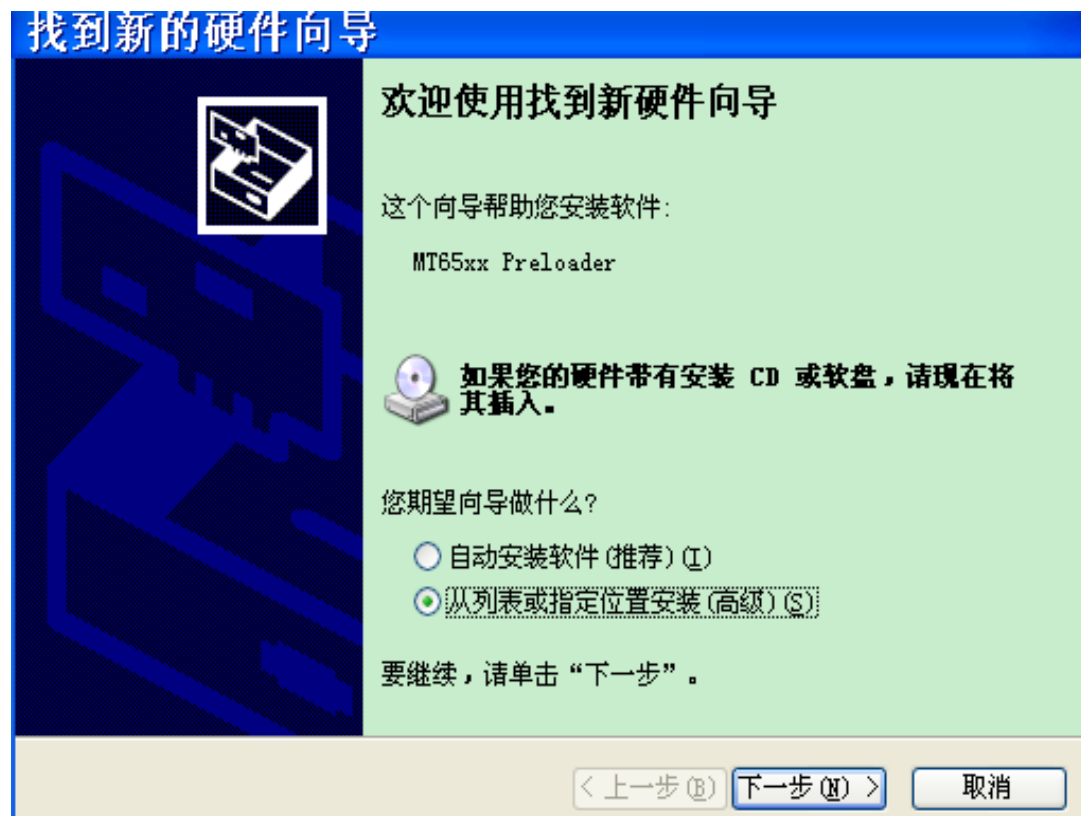 找到新的硬件向导
欢迎使用找到新硬件向导
这个向导帮助您安装软件:
MT65xx Preloader
如果您的硬件带有安装 CD 或软盘，请现在将
其插入。
您期望向导做什么?
自动安装软件(推荐)(I)
从列表或指定位置安装(高级)(S)
要继续，请单击“下一步”。
< 上一步(B)
下一步(N) >
取消